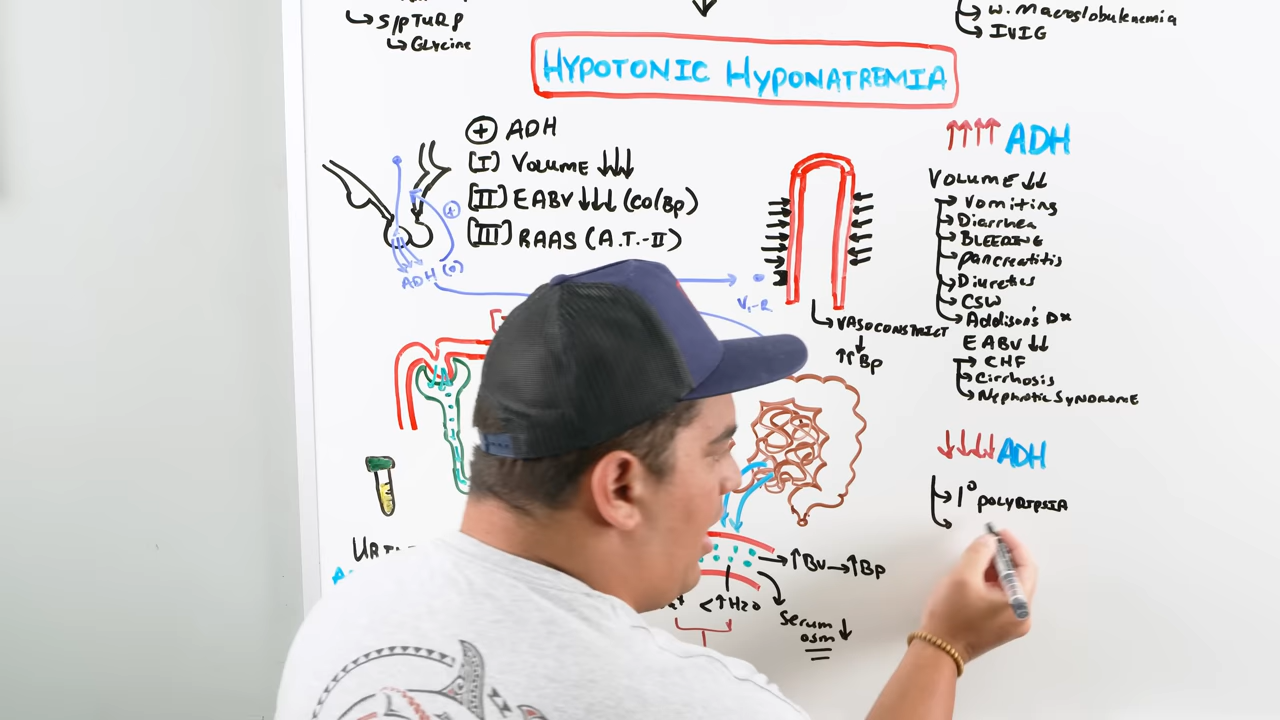 S/P TURP
Glycine
W. Macroglobulenemia
IVIG
HYPOTONIC HYPONATREMIA
+ ADH
[I] VOLUME ↓↓↓
[II] EABV ↓↓↓ (CO/BP)
[III] RAAS (A.T.-II)
+
ADH (O)
V₁-R
VASOCONSTRICT
↑↑ BP
↑↑↑↑ ADH
VOLUME ↓↓
Vomiting
Diarrhea
BLEEDING
pancreatitis
Diuretics
CSW
Addison's Dx
EABV ↓↓
CHF
Cirrhosis
Nephrotic SYNDROME
↓↓↓↓ ADH
1° POLYDIPSIA
↑BV→↑BP
<↑H2O
Serum ↓
osm